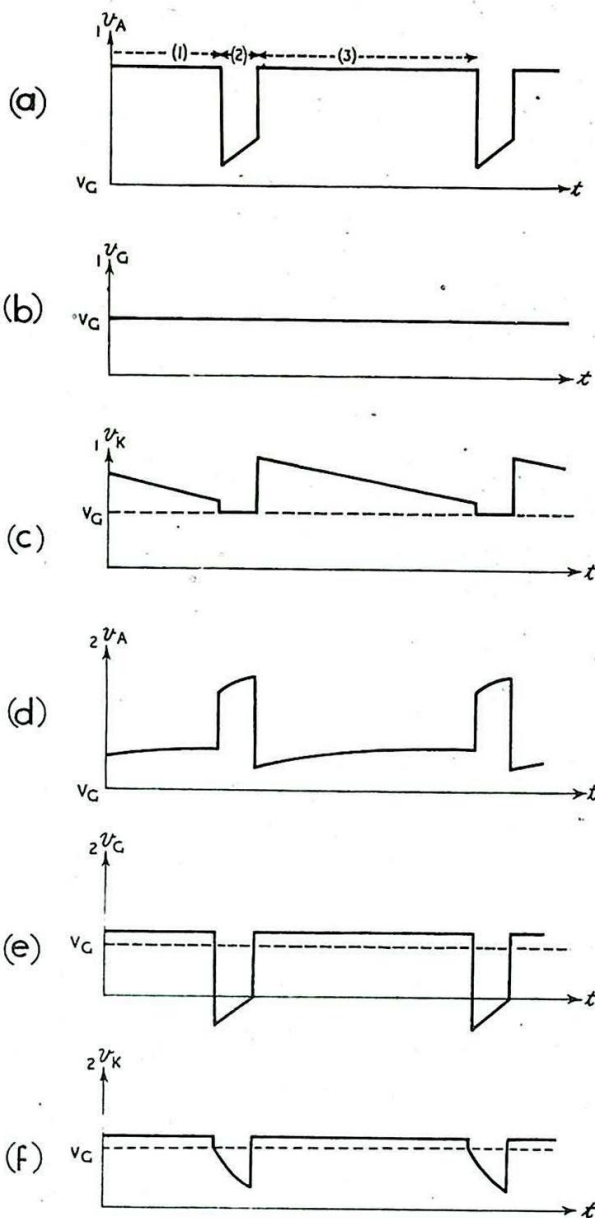 ₁vA
(1) (2) (3)
(a)
VG
t
₁vG
(b)
VG
t
₁vK
VG
(c)
t
₂vA
(d)
VG
t
₂vG
(e)
VG
t
₂vK
(f)
VG
t